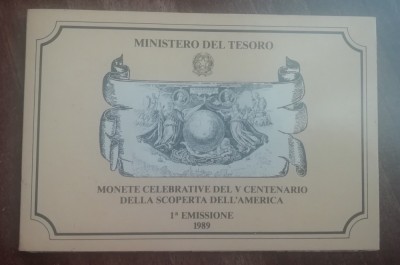 MINISTERO DEL TESORO
MONETE CELEBRATIVE DEL V CENTENARIO
DELLA SCOPERTA DELL'AMERICA
1ª EMISSIONE
1989